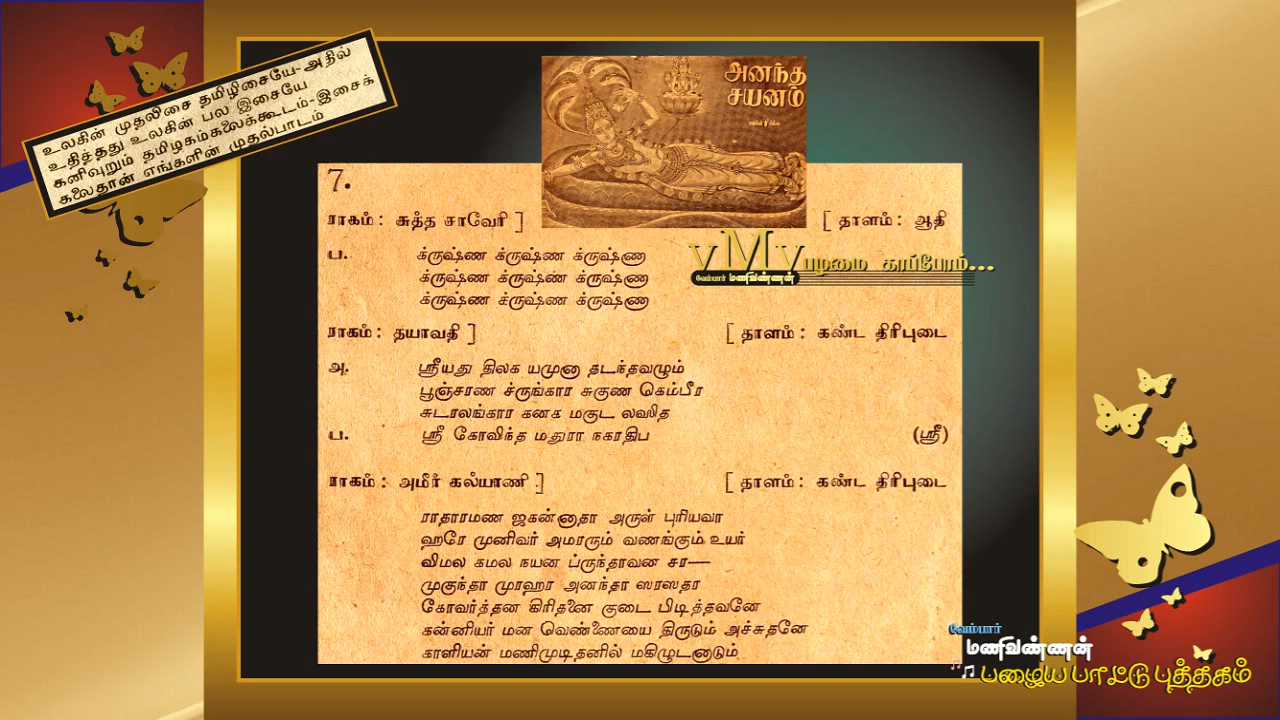 உலகின் முதலிசை தமிழிசையே-அதில்
உதித்தது உலகின் பல இசையே
கனிவுறும் தமிழகம்கலைக்கூடம்-இசைக்
கலைதான் எங்களின் முதல்பாடம்
அனந்த
சயனம்
7.
ராகம் : சுத்த சாவேரி ] [ தாளம் : ஆதி
vMv பழமை காப்போம்...
வேம்பார் மணிவண்ணன்
ப. க்ருஷ்ண க்ருஷ்ண க்ருஷ்ணா
க்ருஷ்ண க்ருஷ்ண க்ருஷ்ணா
க்ருஷ்ண க்ருஷ்ண க்ருஷ்ணா
ராகம் : தயாவதி ] [ தாளம் : கண்ட திரிபுடை
அ. ஸ்ரீயது திலக யமுனா தடந்தவழும்
பூஞ்சாண ச்ருங்கார சுகுண கெம்பீர
சுடரலங்கார கனக மகுட லலித
ப. ஸ்ரீ கோவிந்த மதுரா நகரதிப (ஸ்ரீ)
ராகம் : அமீர் கல்யாணி ] [ தாளம் : கண்ட திரிபுடை
ராதாரமண ஜகன்னாதா அருள் புரியவா
ஹரே முனிவர் அமரரும் வணங்கும் உயர்
விமல கமல நயன ப்ருந்தாவன சா—
முகுந்தா முரஹர அனந்தா ஸரஸதர
கோவர்த்தன கிரிதனை குடை பிடித்தவனே
கன்னியர் மன வெண்ணையை திருடும் அச்சுதனே
காளியன் மணிமுடிதனில் மகிழுடனாடும்
வேம்பார்
மணிவண்ணன்
பழைய பாட்டு புத்தகம்